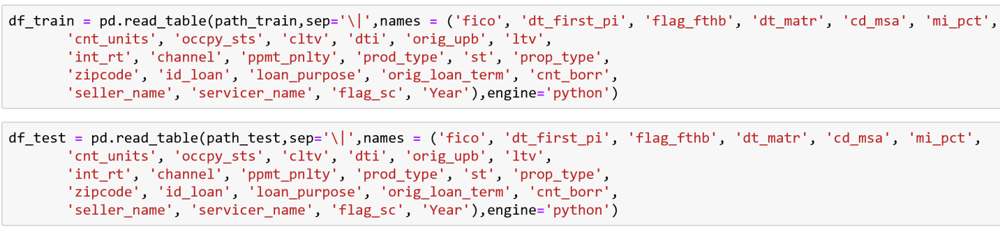 df_train = pd.read_table(path_train,sep='\|',names = ('fico', 'dt_first_pi', 'flag_fthb', 'dt_matr', 'cd_msa', 'mi_pct',
'cnt_units', 'occpy_sts', 'cltv', 'dti', 'orig_upb', 'ltv',
'int_rt', 'channel', 'ppmt_pnlty', 'prod_type', 'st', 'prop_type',
'zipcode', 'id_loan', 'loan_purpose', 'orig_loan_term', 'cnt_borr',
'seller_name', 'servicer_name', 'flag_sc', 'Year'),engine='python')
df_test = pd.read_table(path_test,sep='\|',names = ('fico', 'dt_first_pi', 'flag_fthb', 'dt_matr', 'cd_msa', 'mi_pct',
'cnt_units', 'occpy_sts', 'cltv', 'dti', 'orig_upb', 'ltv',
'int_rt', 'channel', 'ppmt_pnlty', 'prod_type', 'st', 'prop_type',
'zipcode', 'id_loan', 'loan_purpose', 'orig_loan_term', 'cnt_borr',
'seller_name', 'servicer_name', 'flag_sc', 'Year'),engine='python')